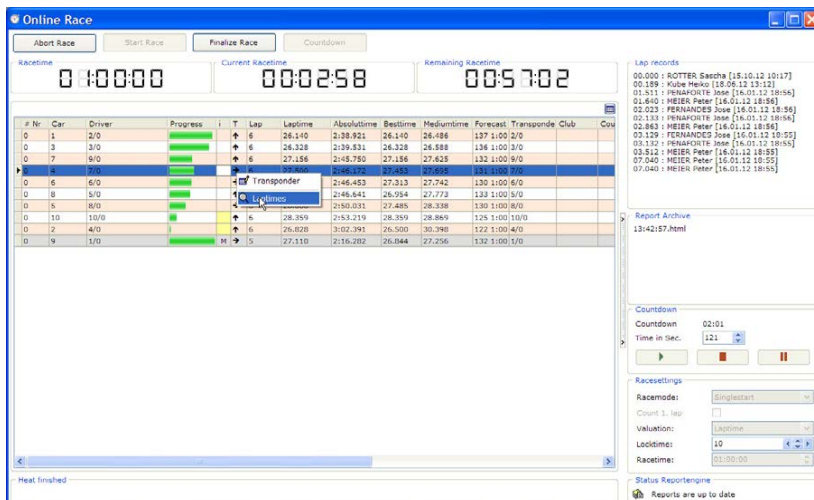 Online Race
Abort Race Start Race Finalize Race Countdown
Racetime Current Racetime Remaining Racetime Lap records
01:00:00 00:02:58 00:57:02
00.000 : ROTTER Sascha [15.10.12 10:17]
00.189 : Kube Heiko [18.06.12 13:12]
01.511 : PENAFORTE Jose [16.01.12 18:56]
01.640 : MEIER Peter [16.01.12 18:56]
02.023 : FERNANDES Jose [16.01.12 18:56]
02.133 : PENAFORTE Jose [16.01.12 18:56]
02.863 : MEIER Peter [16.01.12 18:56]
03.129 : FERNANDES Jose [16.01.12 18:55]
03.132 : PENAFORTE Jose [16.01.12 18:56]
03.512 : MEIER Peter [16.01.12 18:55]
07.040 : MEIER Peter [16.01.12 18:55]
07.040 : MEIER Peter [16.01.12 18:55]
# Nr Car Driver Progress i T Lap Laptime Absoluttime Besttime Mediumtime Forecast Transponde Club Cou
0 1 2/0 6 26.140 2:38.921 26.140 26.486 137 1:00 2/0
0 3 3/0 6 26.328 2:39.531 26.328 26.588 136 1:00 3/0
0 7 9/0 6 27.156 2:45.750 27.156 27.625 132 1:00 9/0
0 4 7/0 6 27.500 2:46.172 27.453 27.695 131 1:00 7/0
0 6 6/0 2:46.453 27.313 27.742 130 1:00 6/0
0 8 5/0 2:46.641 26.954 27.773 133 1:00 5/0
0 5 8/0 2:50.031 27.485 28.338 130 1:00 8/0
0 10 10/0 6 28.359 2:53.219 28.359 28.869 125 1:00 10/0
0 2 4/0 6 26.828 3:02.391 26.500 30.398 122 1:00 4/0
0 9 1/0 M 5 27.110 2:16.282 26.844 27.256 132 1:00 1/0
Transponder
Laptimes
Report Archive
13:42:57.html
Countdown
Countdown 02:01
Time in Sec. 121
Racesettings
Racemode: Singlestart
Count 1. lap
Valuation: Laptime
Locktime: 10
Racetime: 01:00:00
Heat finished
Status Reportengine
Reports are up to date